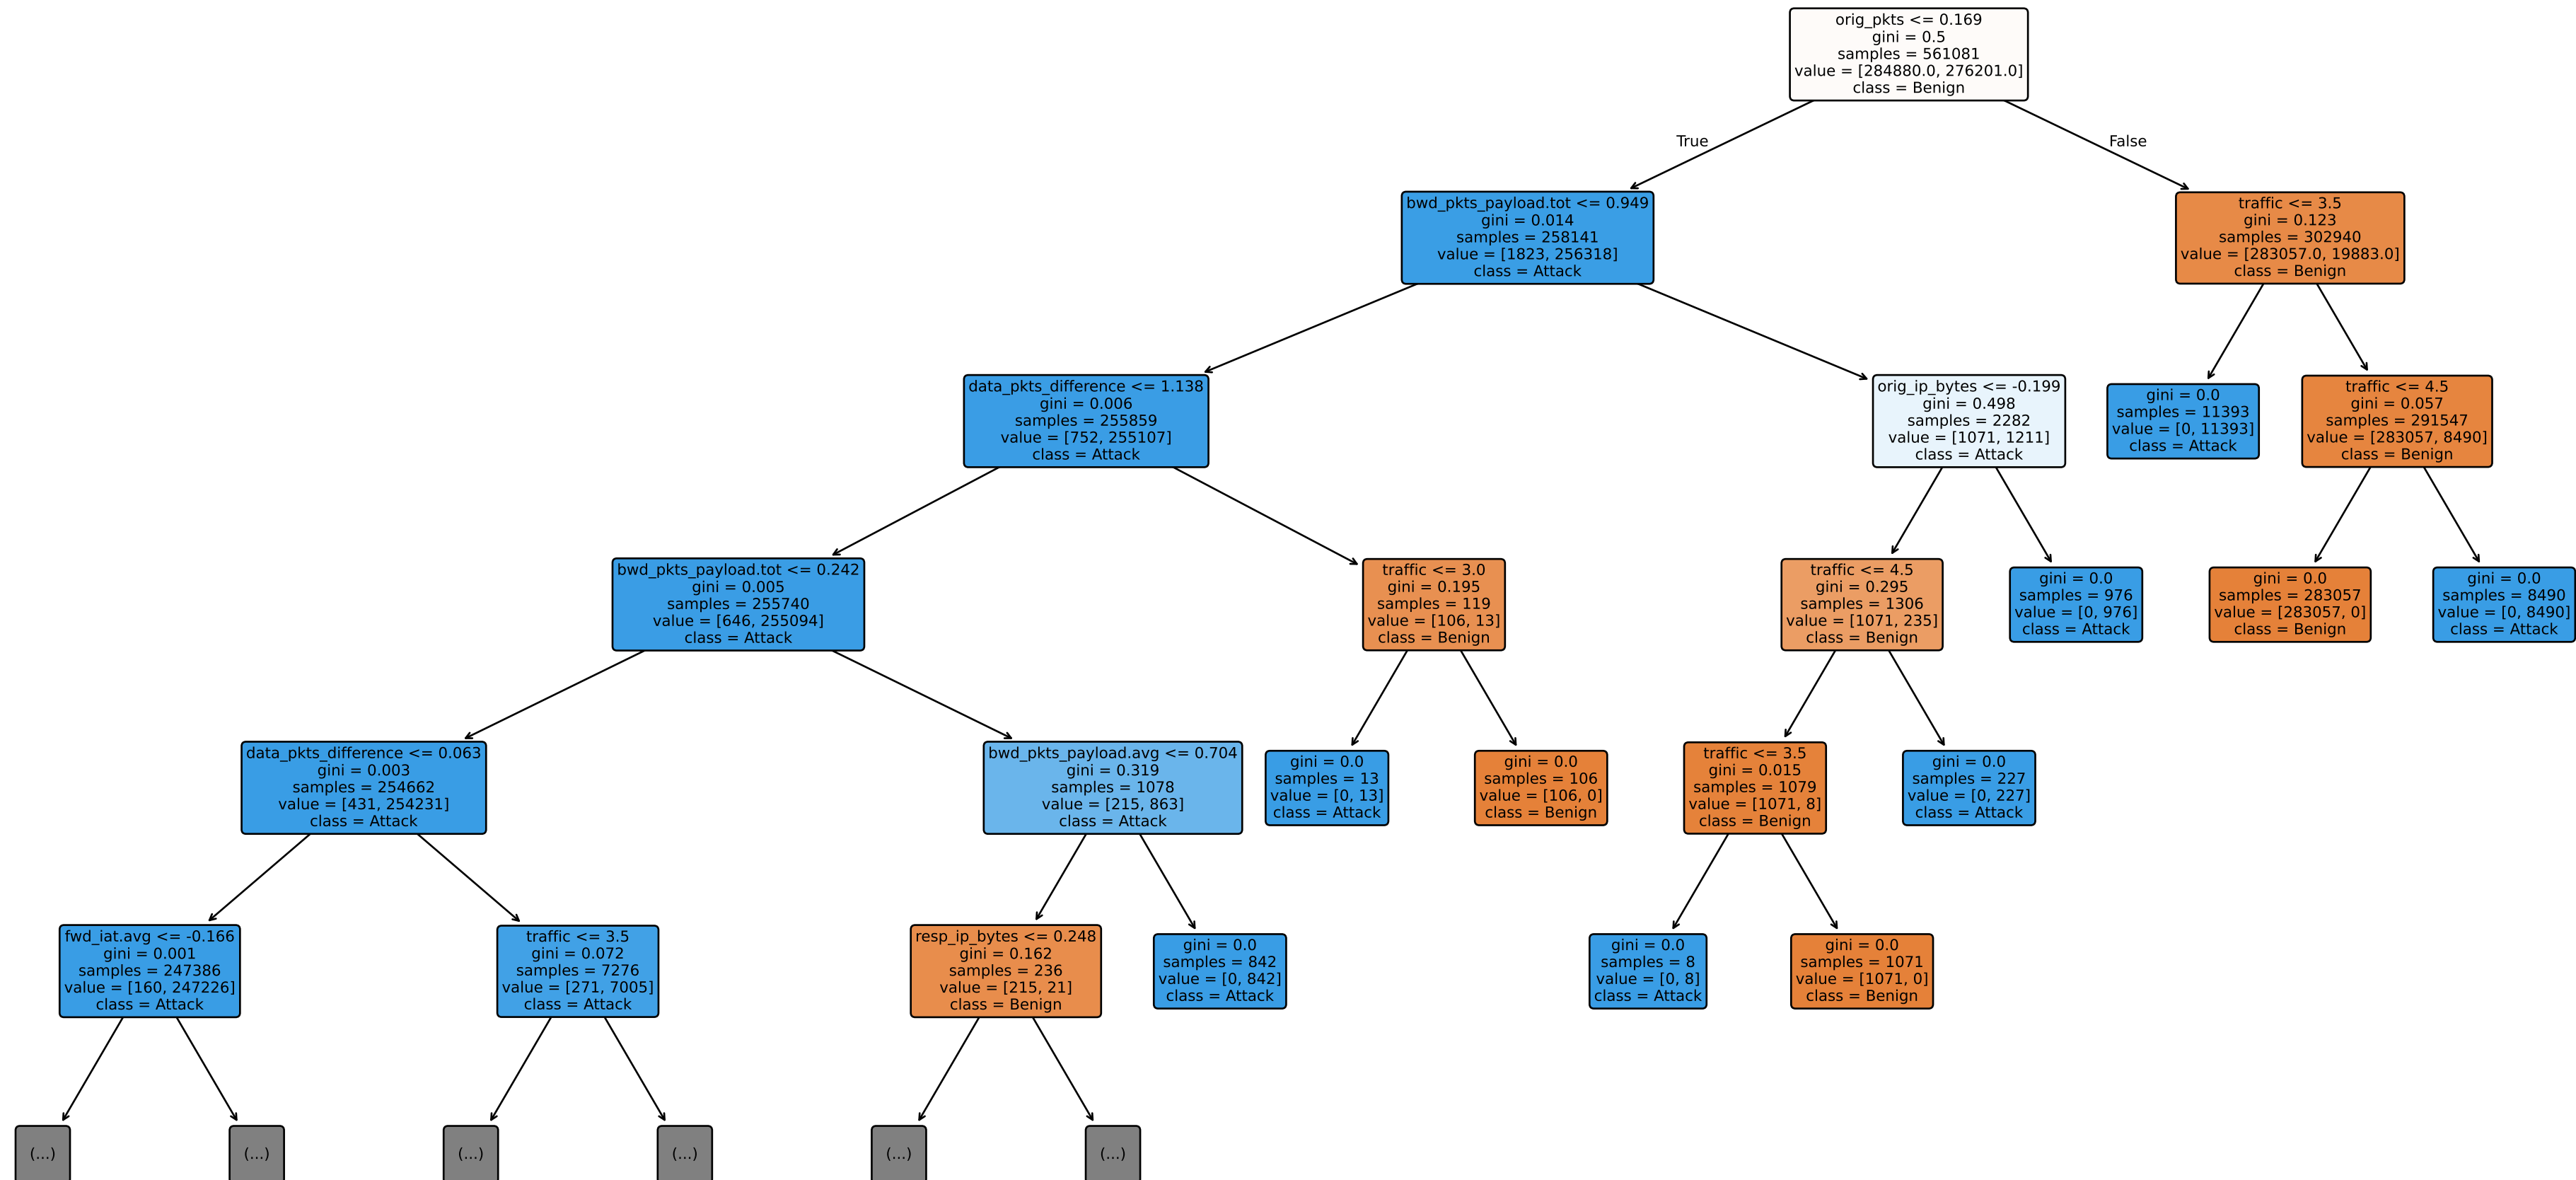 orig_pkts <= 0.169
gini = 0.5
samples = 561081
value = [284880.0, 276201.0]
class = Benign
True
False
bwd_pkts_payload.tot <= 0.949
gini = 0.014
samples = 258141
value = [1823, 256318]
class = Attack
traffic <= 3.5
gini = 0.123
samples = 302940
value = [283057.0, 19883.0]
class = Benign
data_pkts_difference <= 1.138
gini = 0.006
samples = 255859
value = [752, 255107]
class = Attack
orig_ip_bytes <= -0.199
gini = 0.498
samples = 2282
value = [1071, 1211]
class = Attack
gini = 0.0
samples = 11393
value = [0, 11393]
class = Attack
traffic <= 4.5
gini = 0.057
samples = 291547
value = [283057, 8490]
class = Benign
bwd_pkts_payload.tot <= 0.242
gini = 0.005
samples = 255740
value = [646, 255094]
class = Attack
traffic <= 3.0
gini = 0.195
samples = 119
value = [106, 13]
class = Benign
traffic <= 4.5
gini = 0.295
samples = 1306
value = [1071, 235]
class = Benign
gini = 0.0
samples = 976
value = [0, 976]
class = Attack
gini = 0.0
samples = 283057
value = [283057, 0]
class = Benign
gini = 0.0
samples = 8490
value = [0, 8490]
class = Attack
data_pkts_difference <= 0.063
gini = 0.003
samples = 254662
value = [431, 254231]
class = Attack
bwd_pkts_payload.avg <= 0.704
gini = 0.319
samples = 1078
value = [215, 863]
class = Attack
gini = 0.0
samples = 13
value = [0, 13]
class = Attack
gini = 0.0
samples = 106
value = [106, 0]
class = Benign
traffic <= 3.5
gini = 0.015
samples = 1079
value = [1071, 8]
class = Benign
gini = 0.0
samples = 227
value = [0, 227]
class = Attack
fwd_iat.avg <= -0.166
gini = 0.001
samples = 247386
value = [160, 247226]
class = Attack
traffic <= 3.5
gini = 0.072
samples = 7276
value = [271, 7005]
class = Attack
resp_ip_bytes <= 0.248
gini = 0.162
samples = 236
value = [215, 21]
class = Benign
gini = 0.0
samples = 842
value = [0, 842]
class = Attack
gini = 0.0
samples = 8
value = [0, 8]
class = Attack
gini = 0.0
samples = 1071
value = [1071, 0]
class = Benign
(...)
(...)
(...)
(...)
(...)
(...)